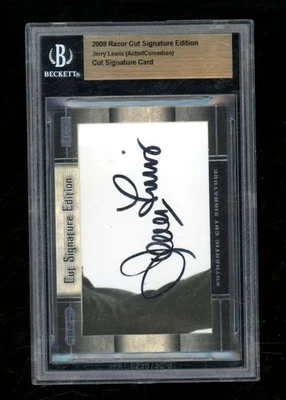 2009 Razor Cut Signature Edition
Jerry Lewis (Actor/Comedian)
Cut Signature Card
BECKETT
Cut Signature Edition
Jerry Lewis
AUTHENTIC CUT SIGNATURE